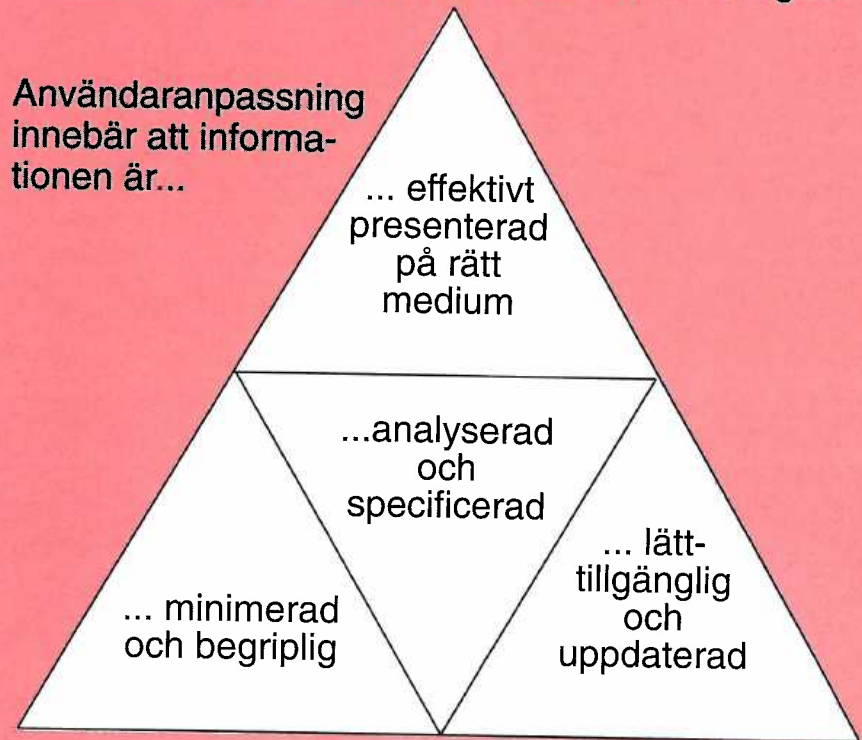 Användaranpassning
innebär att informa-
tionen är...
... effektivt
presenterad
på rätt
medium
...analyserad
och
specificerad
... lätt-
tillgänglig
och
uppdaterad
... minimerad
och begriplig